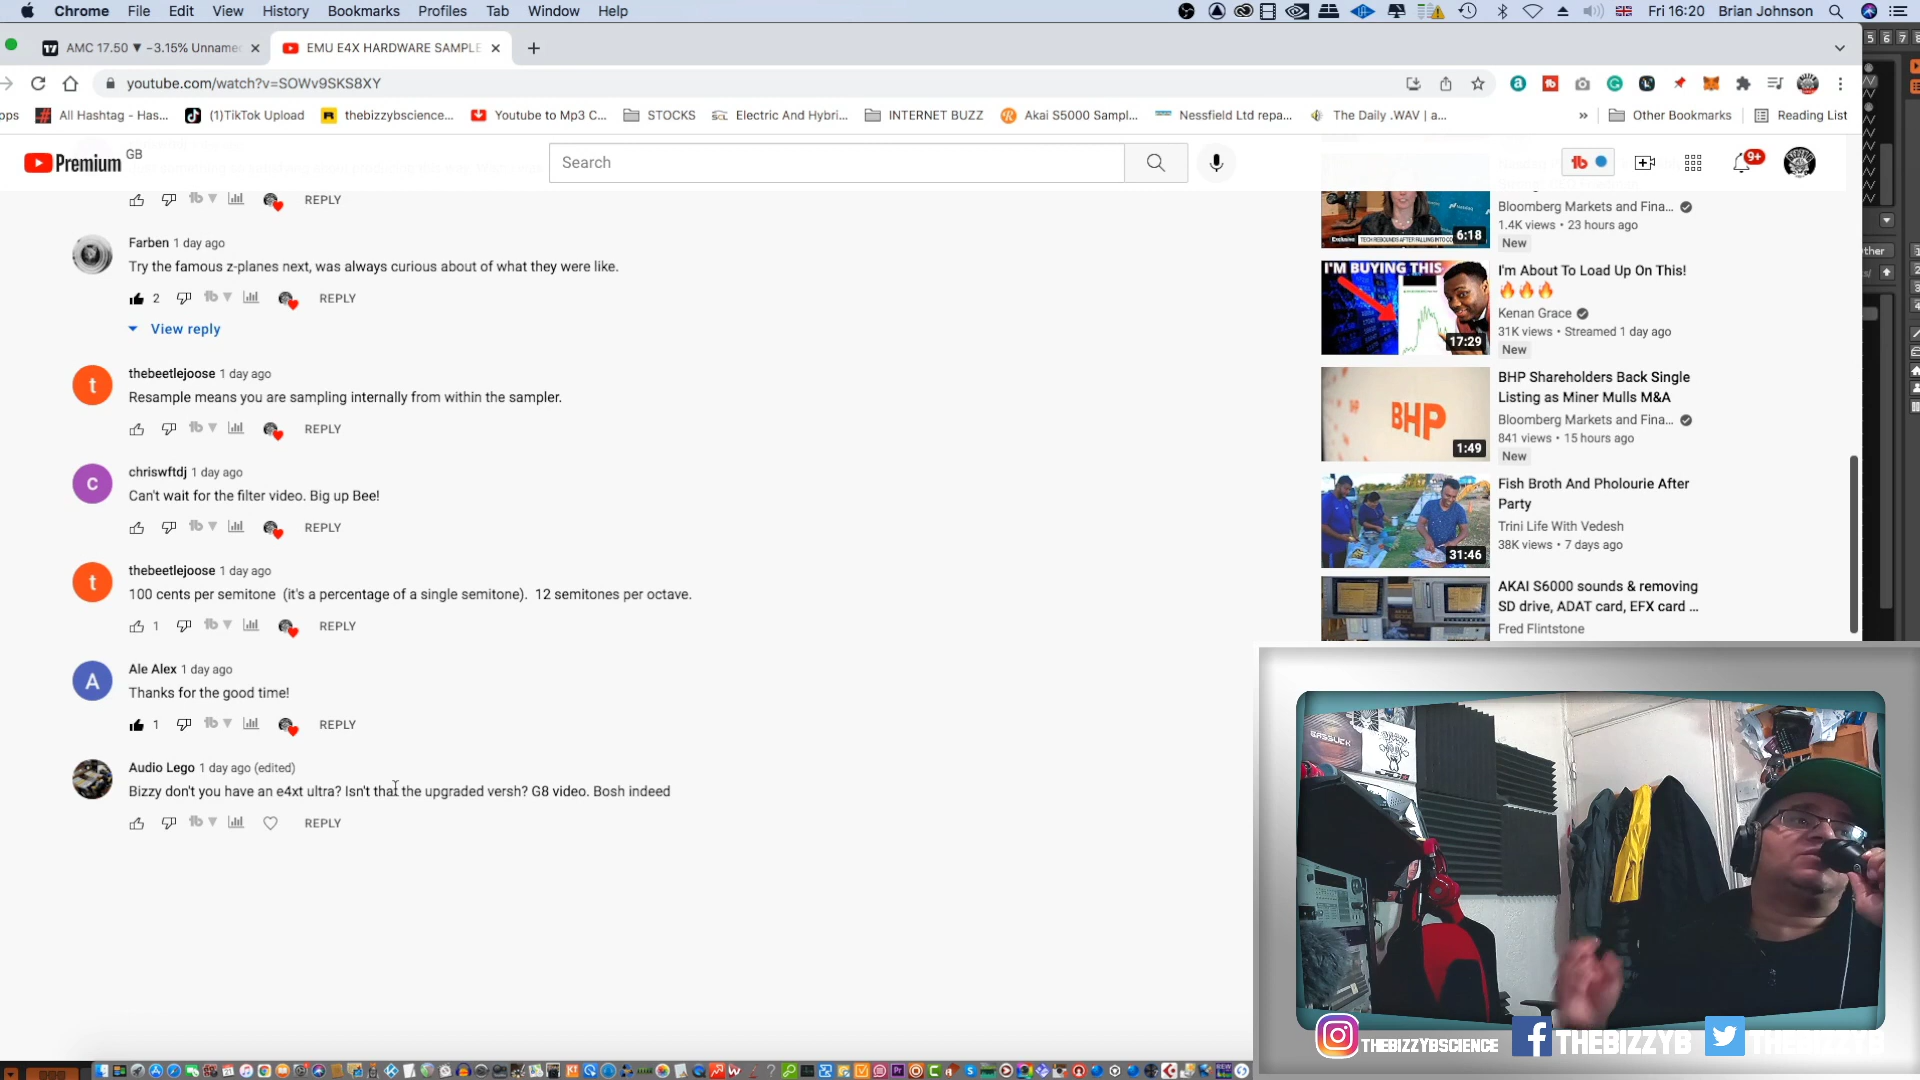 Chrome File Edit View History Bookmarks Profiles Tab Window Help
Fri 16:20 Brian Johnson
AMC 17.50 ▼ −3.15% Unname
EMU E4X HARDWARE SAMPLE
youtube.com/watch?v=SOWv9SKS8XY
ops All Hashtag - Has... (1)TikTok Upload thebizzybscience... Youtube to Mp3 C... STOCKS Electric And Hybri... INTERNET BUZZ Akai S5000 Sampl... Nessfield Ltd repa... The Daily .WAV | a... » Other Bookmarks Reading List
Premium GB
Search
9+
REPLY
Farben 1 day ago
Try the famous z-planes next, was always curious about of what they were like.
2 REPLY
View reply
thebeetlejoose 1 day ago
Resample means you are sampling internally from within the sampler.
REPLY
chriswftdj 1 day ago
Can't wait for the filter video. Big up Bee!
REPLY
thebeetlejoose 1 day ago
100 cents per semitone (it's a percentage of a single semitone). 12 semitones per octave.
1 REPLY
Ale Alex 1 day ago
Thanks for the good time!
1 REPLY
Audio Lego 1 day ago (edited)
Bizzy don't you have an e4xt ultra? Isn't that the upgraded versh? G8 video. Bosh indeed
REPLY
Exclusive TECH REBOUNDS AFTER FALLING INTO CO
6:18
Bloomberg Markets and Fina...
1.4K views • 23 hours ago
New
I'M BUYING THIS
17:29
I'm About To Load Up On This!
🔥🔥🔥
Kenan Grace
31K views • Streamed 1 day ago
New
BHP
1:49
BHP Shareholders Back Single
Listing as Miner Mulls M&A
Bloomberg Markets and Fina...
841 views • 15 hours ago
New
31:46
Fish Broth And Pholourie After
Party
Trini Life With Vedesh
38K views • 7 days ago
AKAI S6000 sounds & removing
SD drive, ADAT card, EFX card ...
Fred Flintstone
THEBIZZYBSCIENCE THEBIZZYB THEBIZZYB